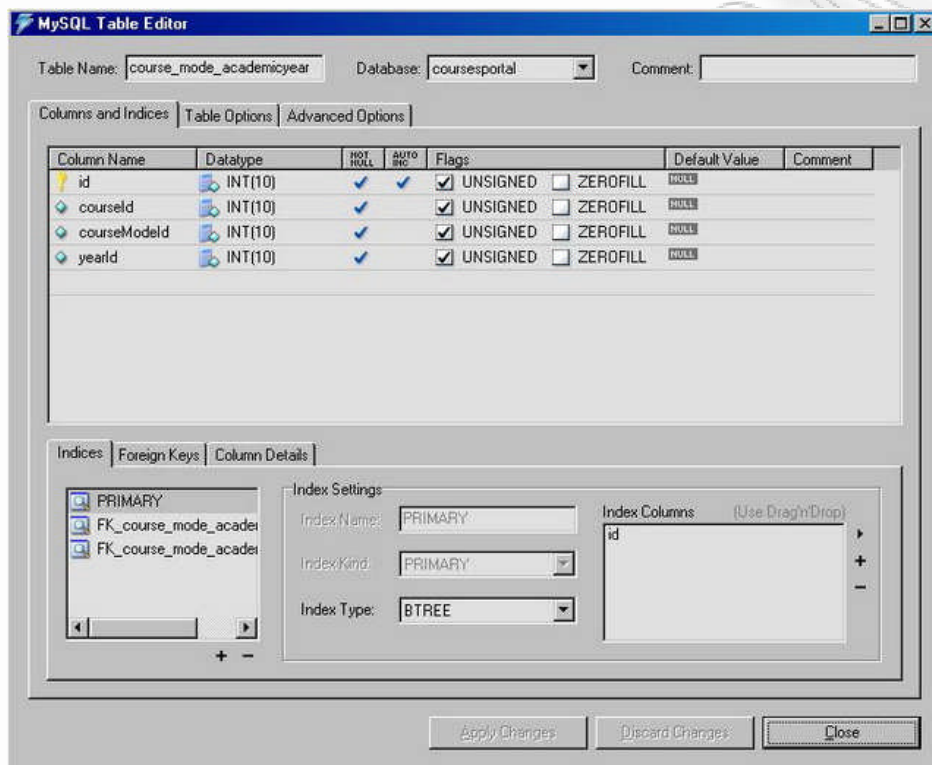 MySQL Table Editor
Table Name: course_mode_academicyear Database: coursesportal Comment:
Columns and Indices Table Options Advanced Options
Column Name Datatype NOT NULL AUTO INC Flags Default Value Comment
id INT(10) UNSIGNED ZEROFILL NULL
courseId INT(10) UNSIGNED ZEROFILL NULL
courseModeId INT(10) UNSIGNED ZEROFILL NULL
yearId INT(10) UNSIGNED ZEROFILL NULL
Indices Foreign Keys Column Details
PRIMARY
FK_course_mode_acader
FK_course_mode_acader
Index Settings
Index Name: PRIMARY
Index Kind: PRIMARY
Index Type: BTREE
Index Columns (Use Drag'n'Drop)
id
Apply Changes Discard Changes Close